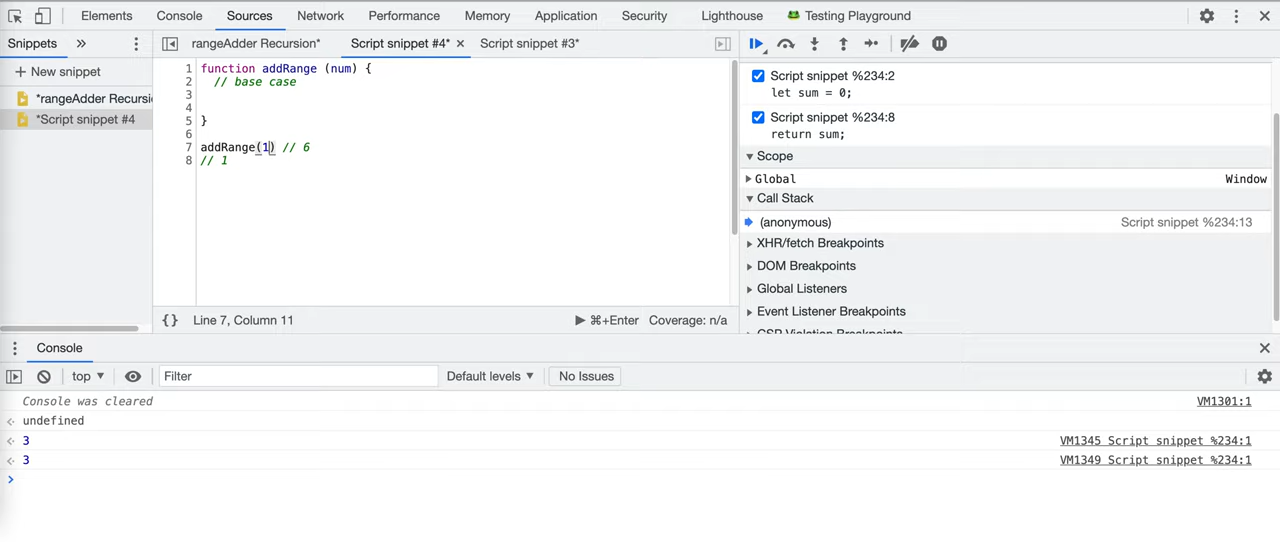 Elements Console Sources Network Performance Memory Application Security Lighthouse Testing Playground
Snippets
rangeAdder Recursion* Script snippet #4* Script snippet #3*
New snippet
*rangeAdder Recursi
*Script snippet #4
1 function addRange (num) {
2 // base case
3
4
5 }
6
7 addRange(1) // 6
8 // 1
{} Line 7, Column 11 ⌘+Enter Coverage: n/a
Script snippet %234:2
let sum = 0;
Script snippet %234:8
return sum;
Scope
Global Window
Call Stack
(anonymous) Script snippet %234:13
XHR/fetch Breakpoints
DOM Breakpoints
Global Listeners
Event Listener Breakpoints
CSP Violation Breakpoints
Console
top Filter Default levels No Issues
Console was cleared VM1301:1
undefined
3 VM1345 Script snippet %234:1
3 VM1349 Script snippet %234:1